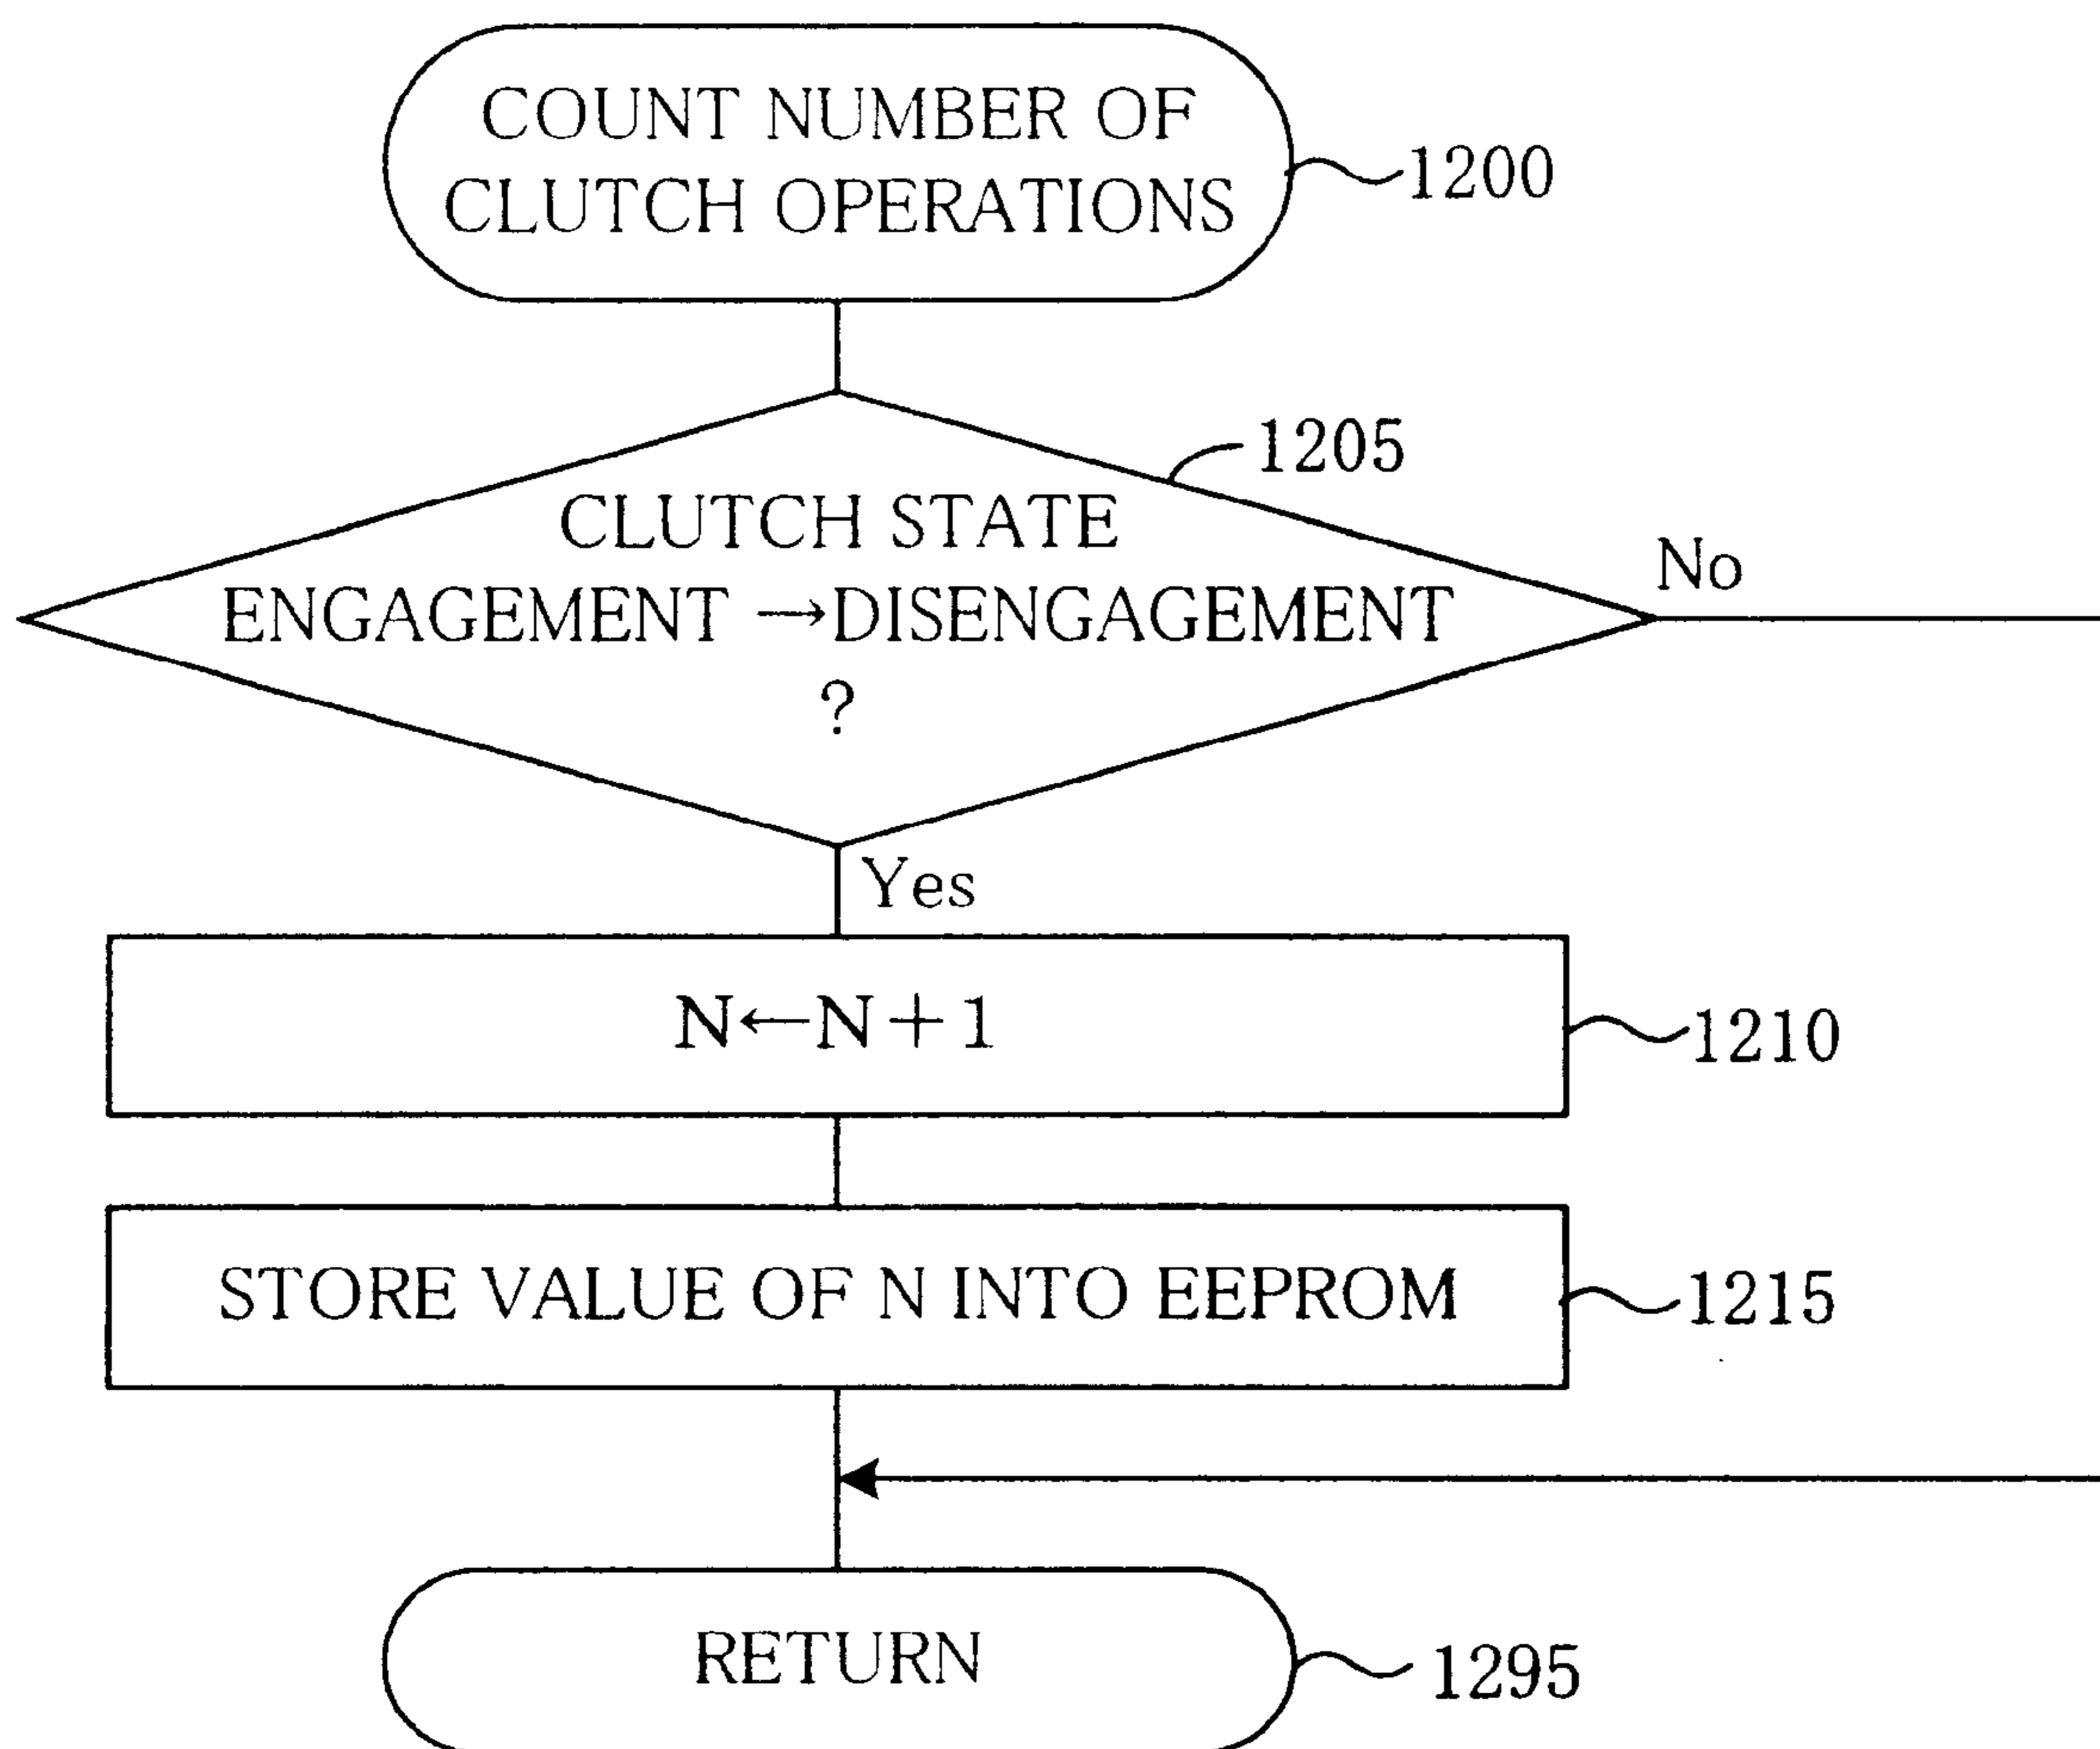 COUNT NUMBER OF
CLUTCH OPERATIONS
1200
1205
CLUTCH STATE
ENGAGEMENT →DISENGAGEMENT
?
No
Yes
N←N+1
1210
STORE VALUE OF N INTO EEPROM
1215
RETURN
1295